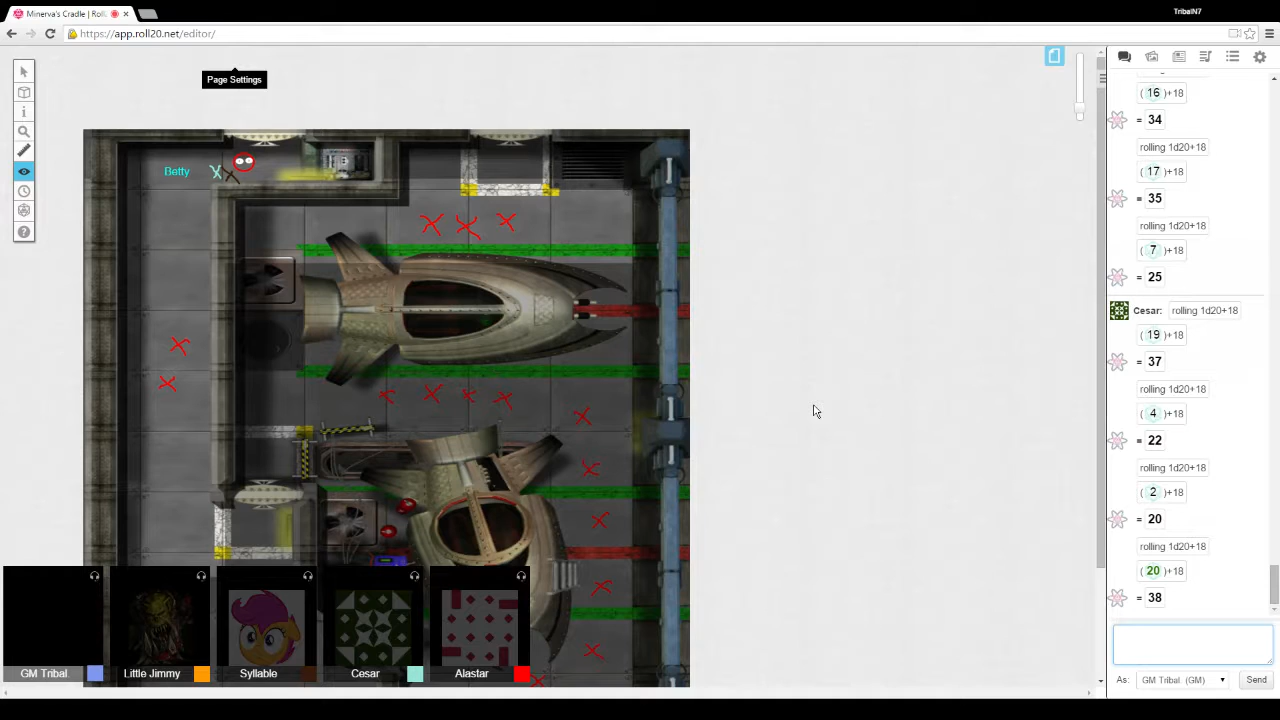 TribalN7
Minerva's Cradle | Roll
https://app.roll20.net/editor/
Page Settings
Betty
GM Tribal
Little Jimmy
Syllable
Cesar
Alastar
(16)+18
= 34
rolling 1d20+18
(17)+18
= 35
rolling 1d20+18
(7)+18
= 25
Cesar: rolling 1d20+18
(19)+18
= 37
rolling 1d20+18
(4)+18
= 22
rolling 1d20+18
(2)+18
= 20
rolling 1d20+18
(20)+18
= 38
As: GM Tribal (GM)
Send